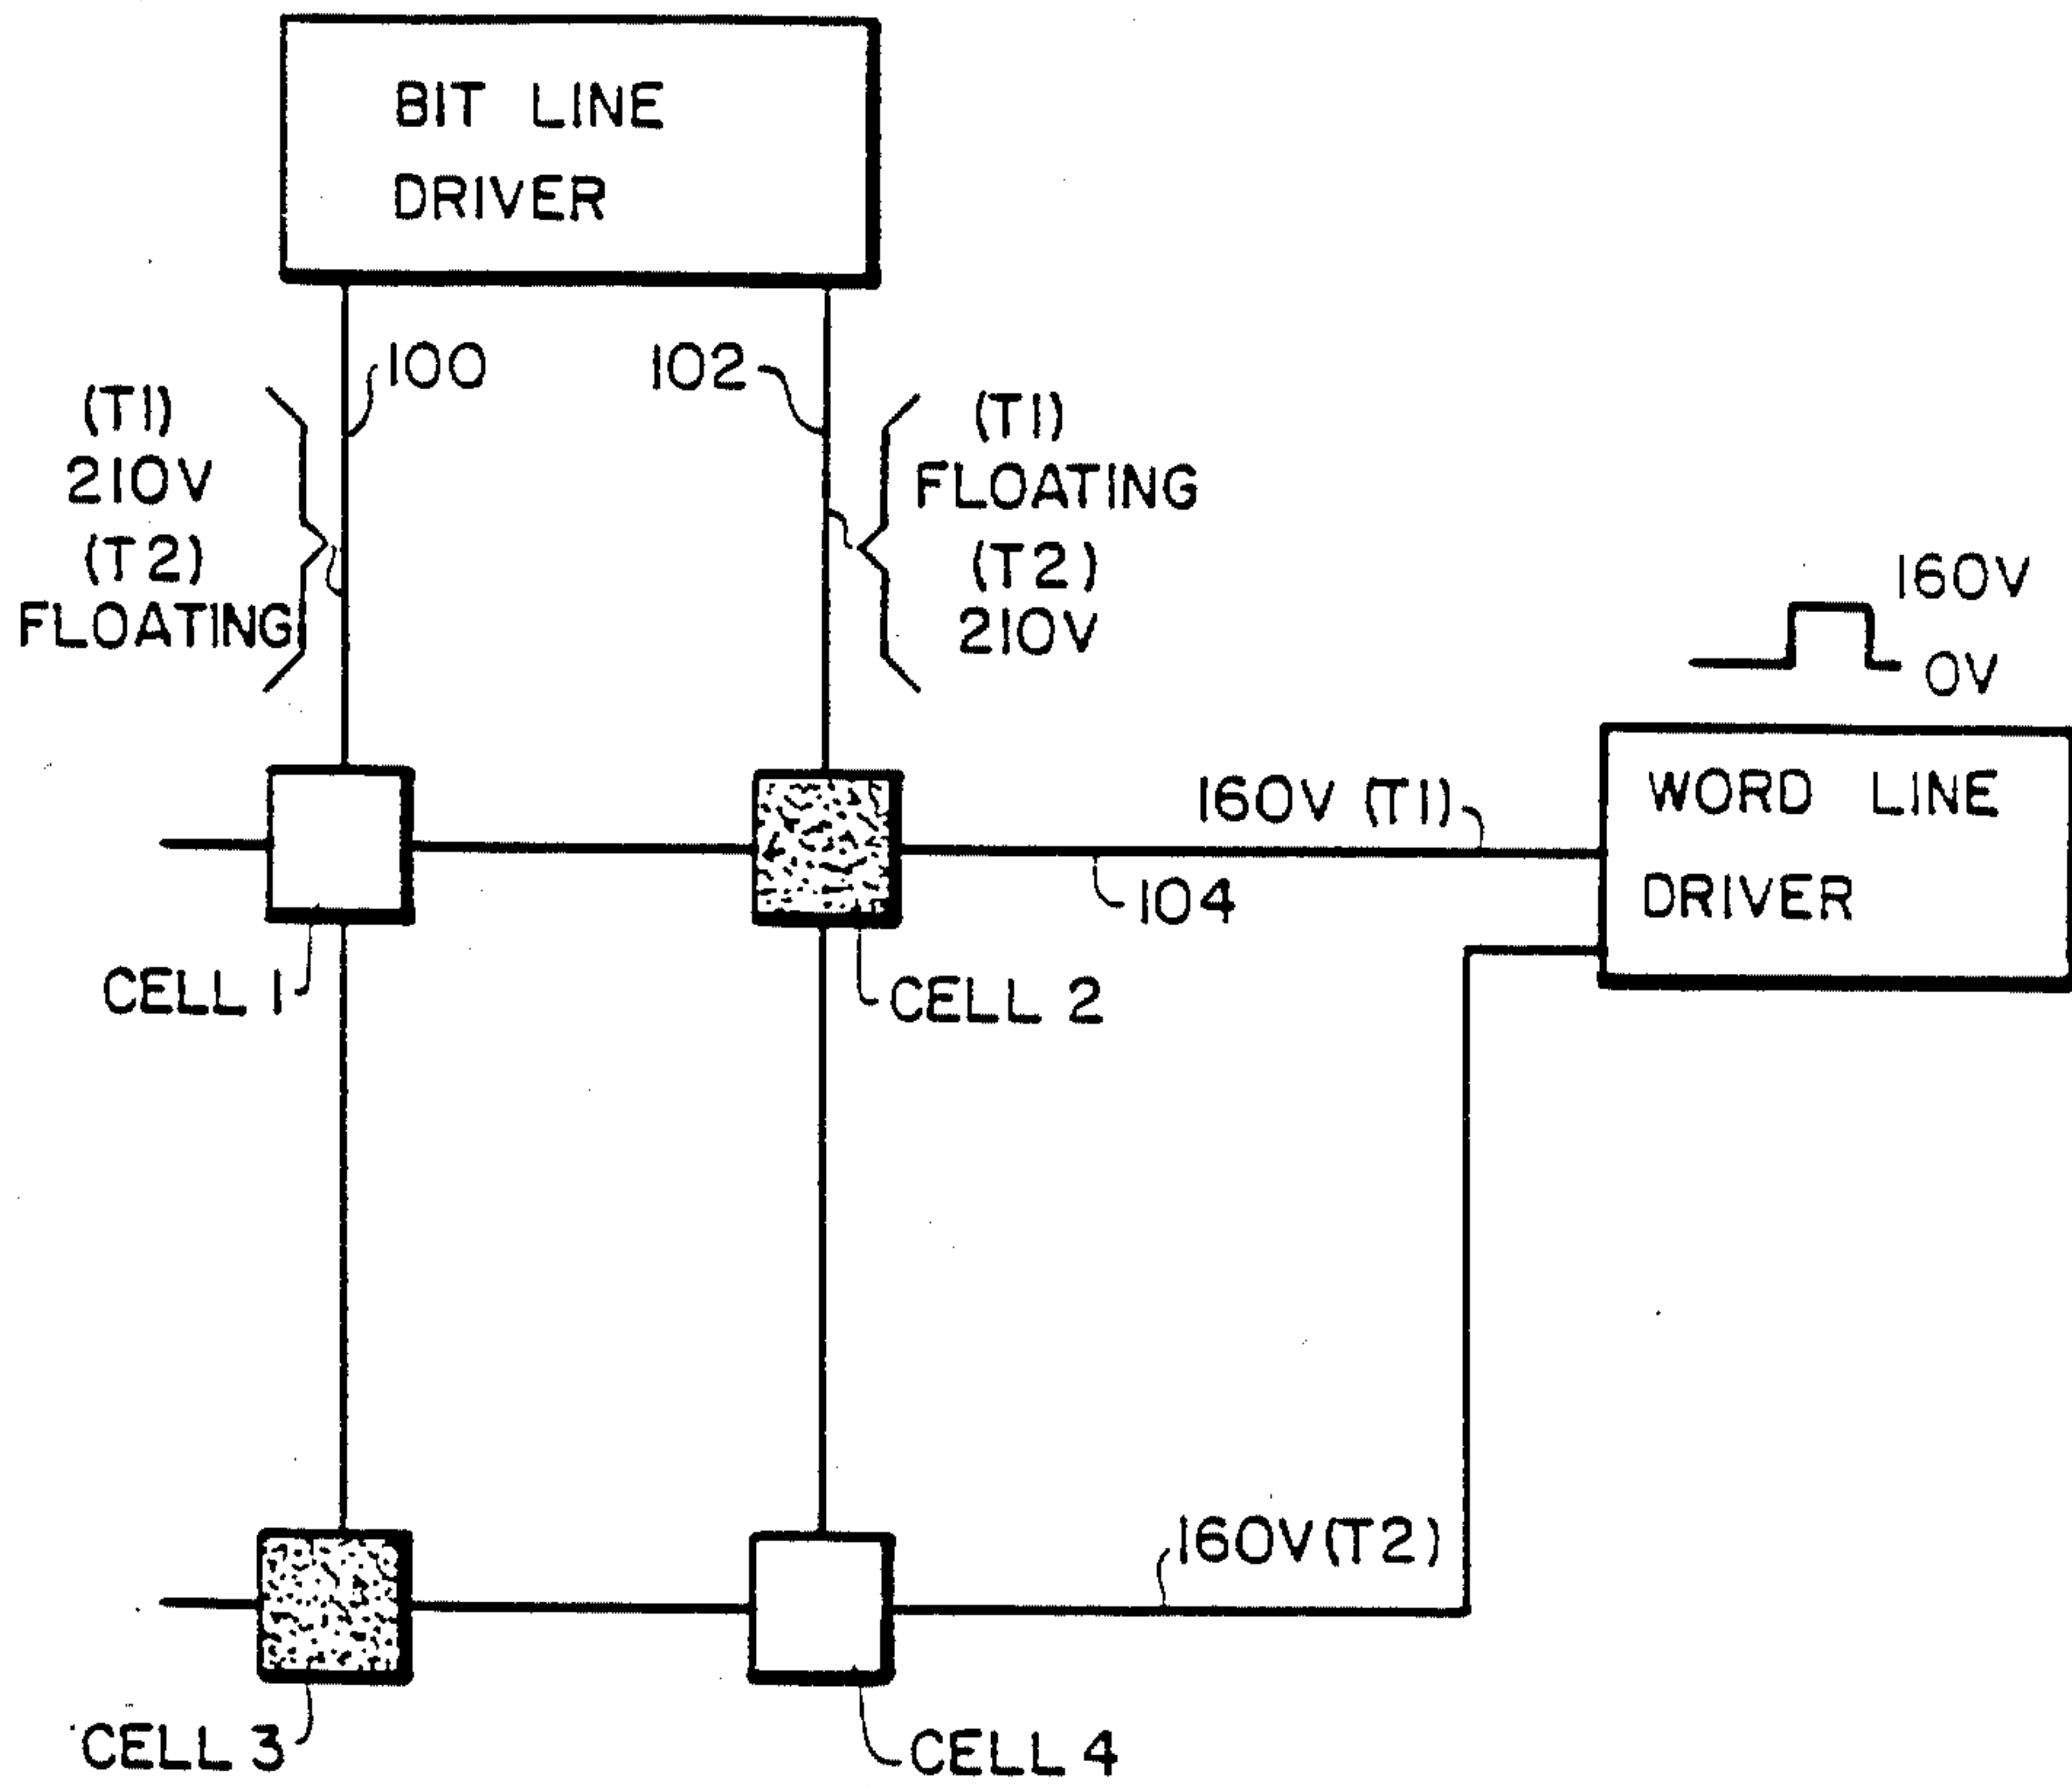 BIT LINE
DRIVER
100
102
(T1)
210V
(T2)
FLOATING
(T1)
FLOATING
(T2)
210V
160V
0V
WORD LINE
DRIVER
160V (T1)
104
CELL 1
CELL 2
160V (T2)
CELL 3
CELL 4